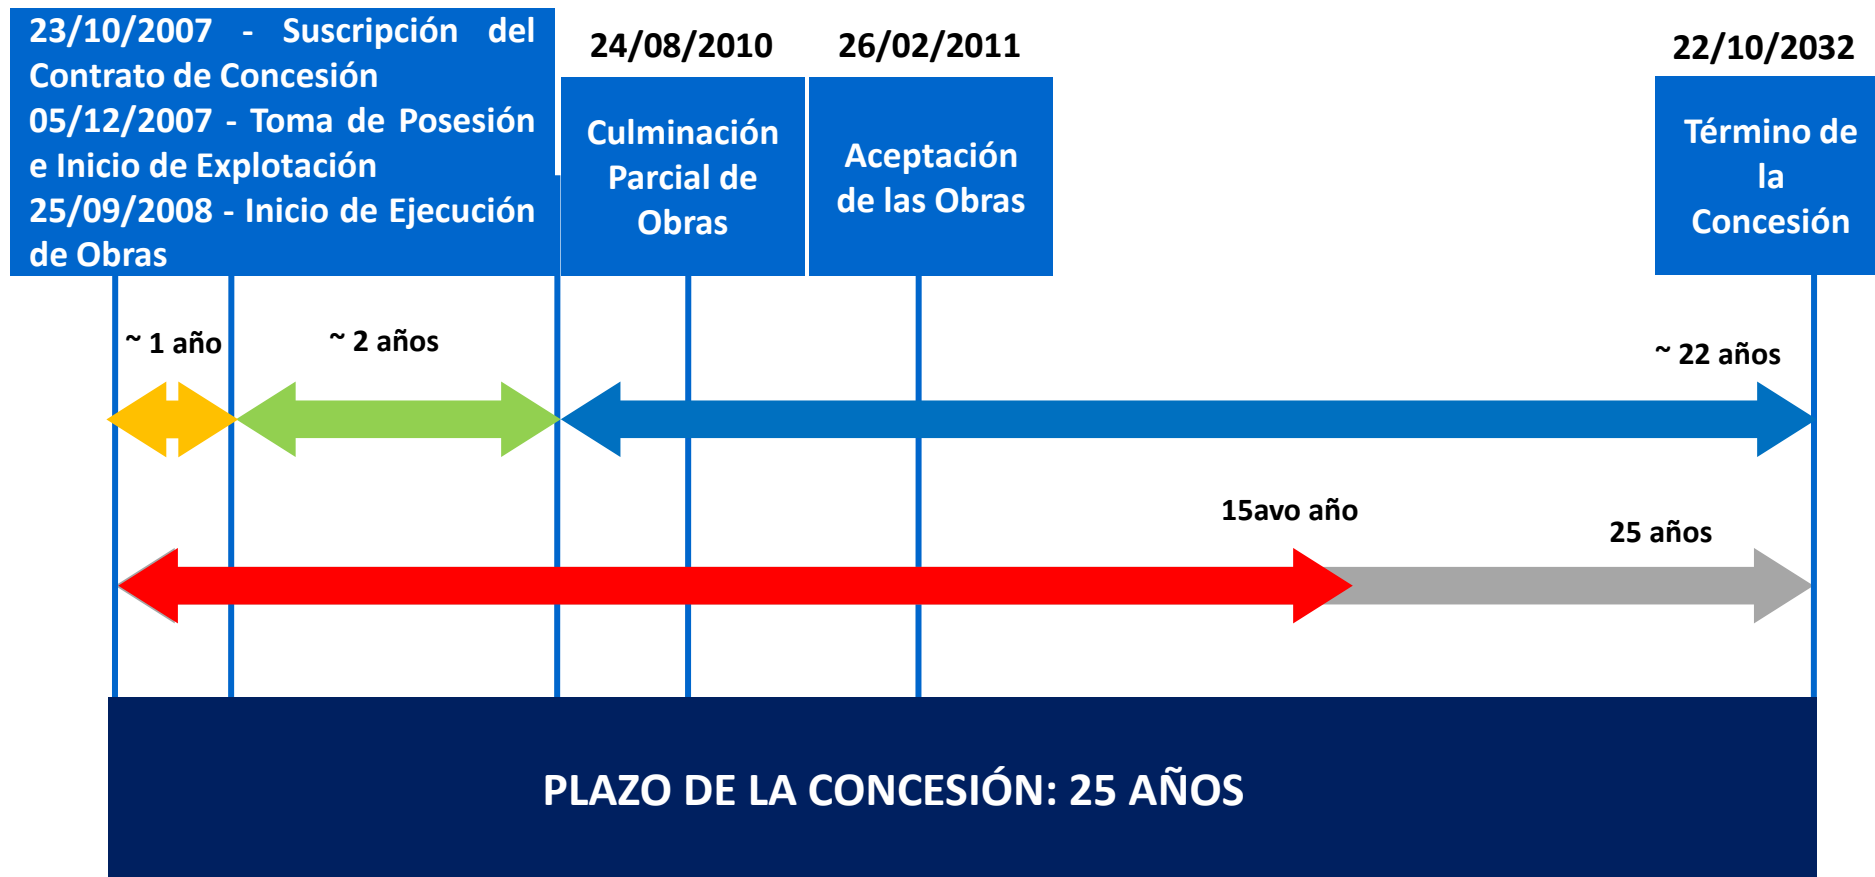 23/10/2007 - Suscripción del
Contrato de Concesión
05/12/2007 - Toma de Posesión
e Inicio de Explotación
25/09/2008 - Inicio de Ejecución
de Obras
24/08/2010
Culminación
Parcial de
Obras
26/02/2011
Aceptación
de las Obras
22/10/2032
Término de
la
Concesión
~ 1 año
~ 2 años
~ 22 años
15avo año
25 años
PLAZO DE LA CONCESIÓN: 25 AÑOS